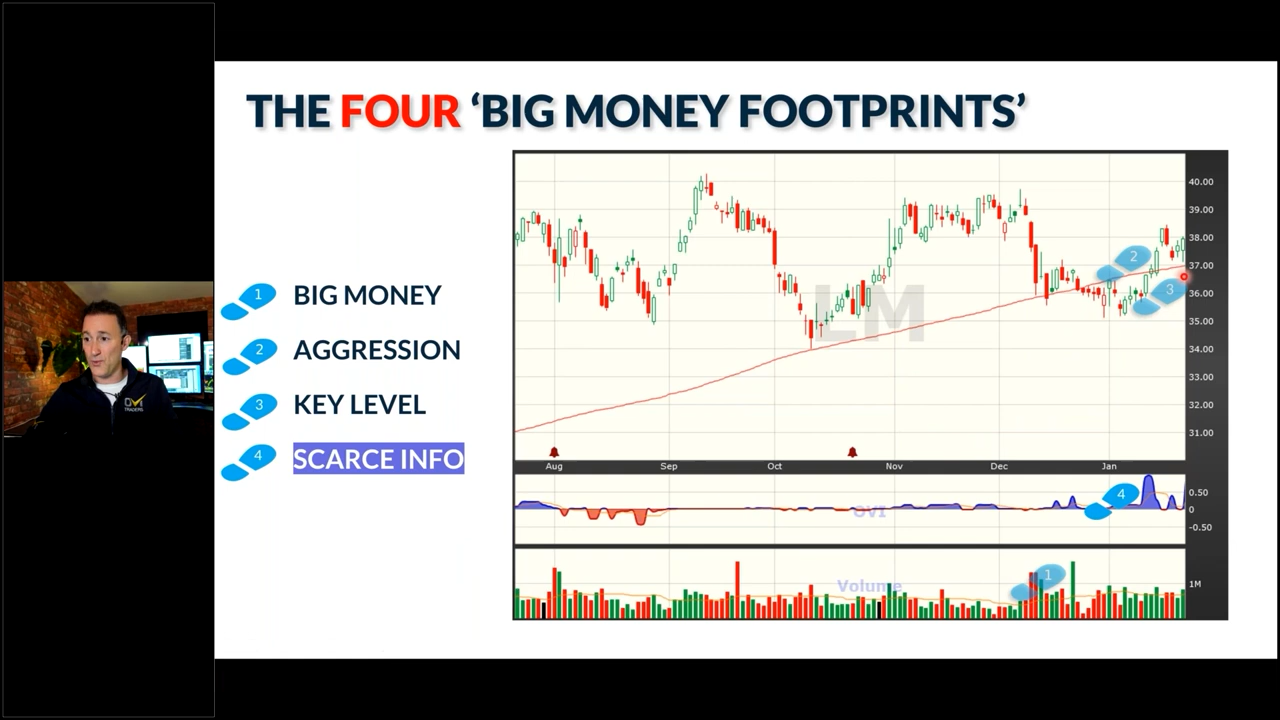 THE FOUR ‘BIG MONEY FOOTPRINTS’
1 BIG MONEY
2 AGGRESSION
3 KEY LEVEL
4 SCARCE INFO
OVI
TRADERS
LM
40.00
39.00
38.00
37.00
36.00
35.00
34.00
33.00
32.00
31.00
2
3
Aug Sep Oct Nov Dec Jan
OVI
4
0.50
0
-0.50
Volume
1
1M